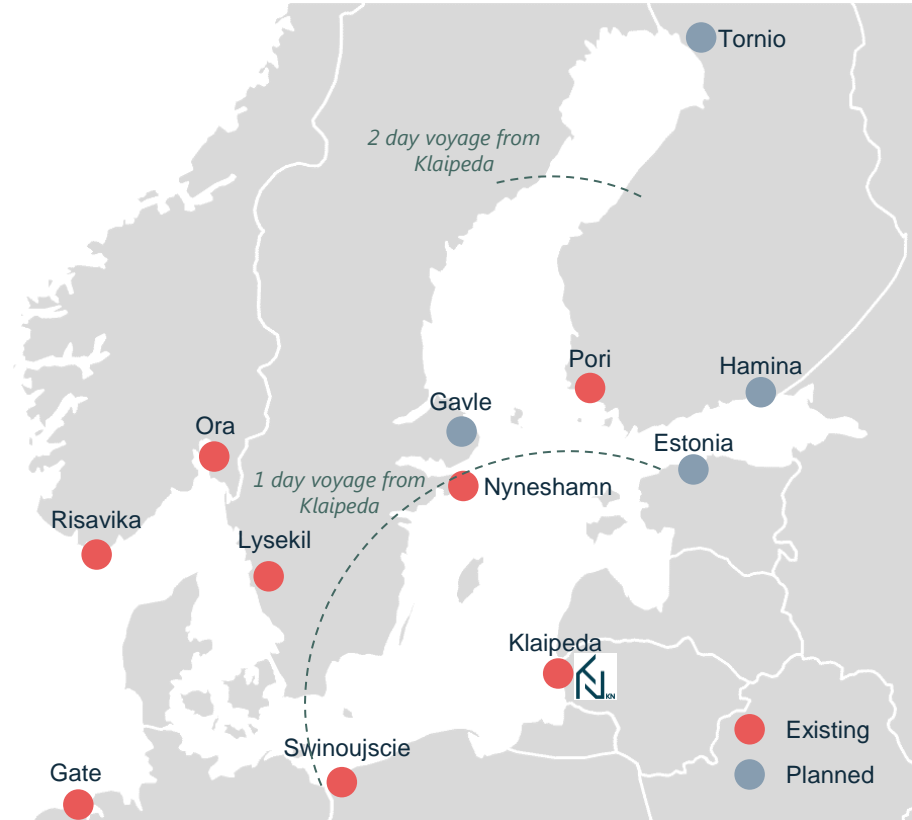 Tornio
2 day voyage from
Klaipeda
Pori
Hamina
Gavle
Ora
Estonia
1 day voyage from
Klaipeda
Nyneshamn
Risavika
Lysekil
Klaipeda
KN
Existing
Swinoujscie
Gate
Planned